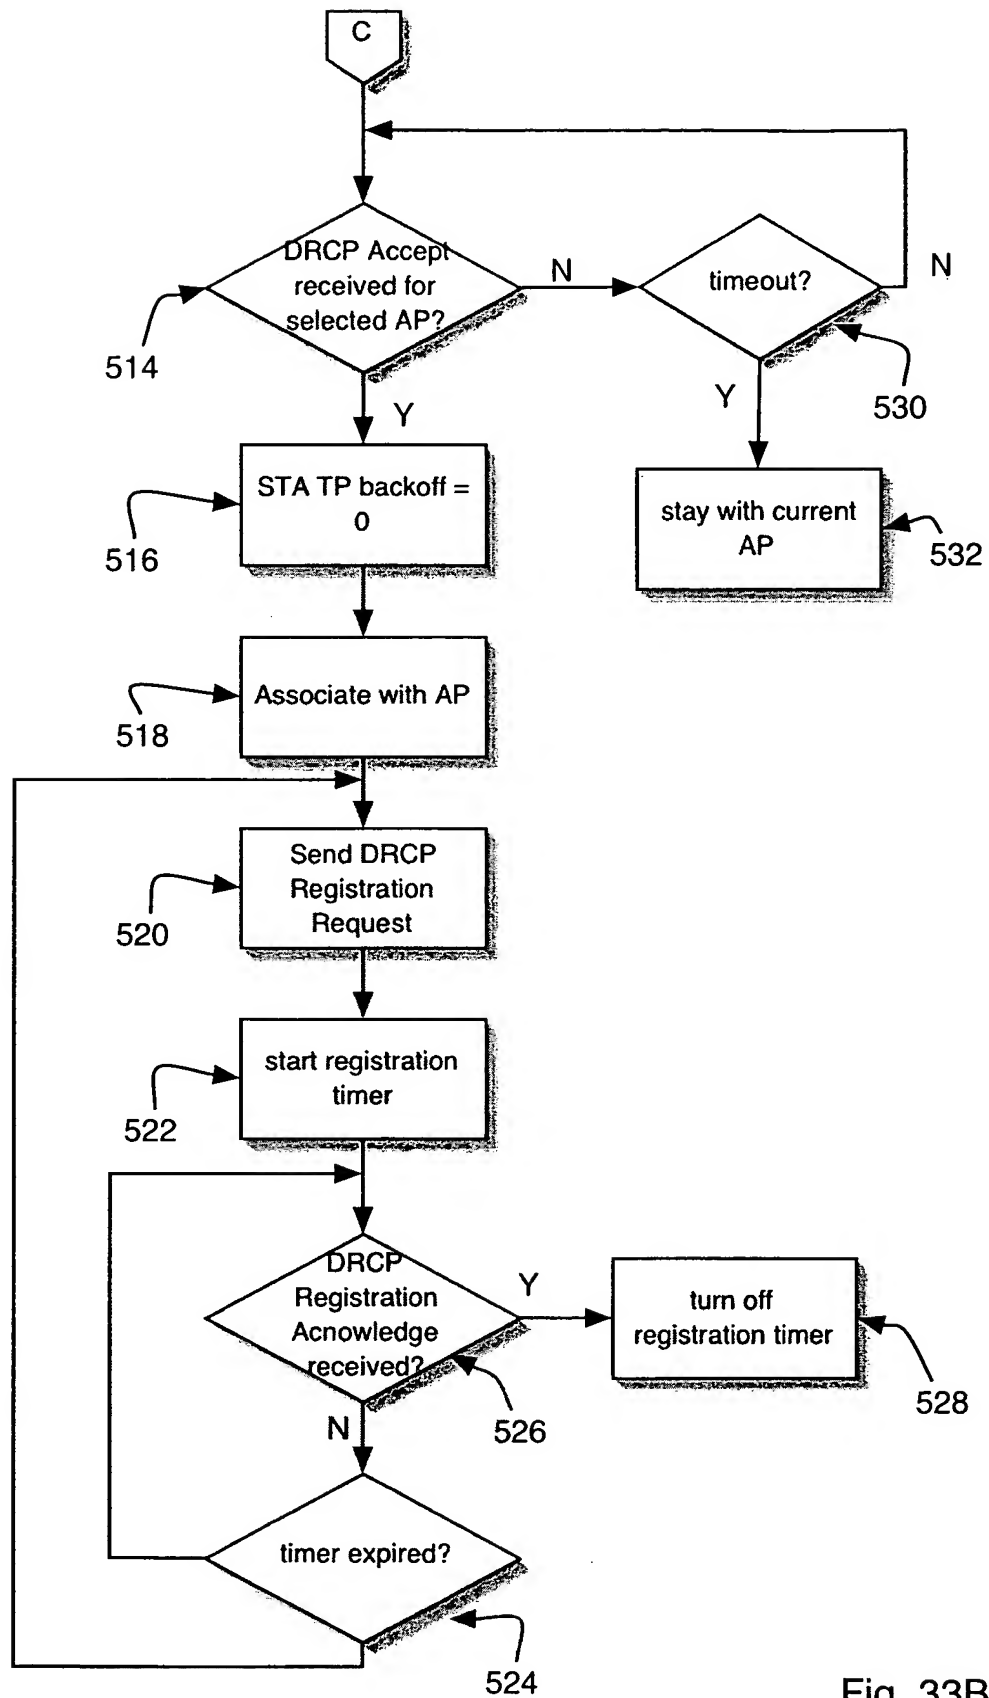 C
DRCP Accept
received for
selected AP?
N
timeout?
N
514
530
Y
Y
STA TP backoff =
0
516
stay with current
AP
532
Associate with AP
518
Send DRCP
Registration
Request
520
start registration
timer
522
DRCP
Registration
Acnowledge
received?
Y
turn off
registration timer
528
526
N
timer expired?
524
Fig. 33B